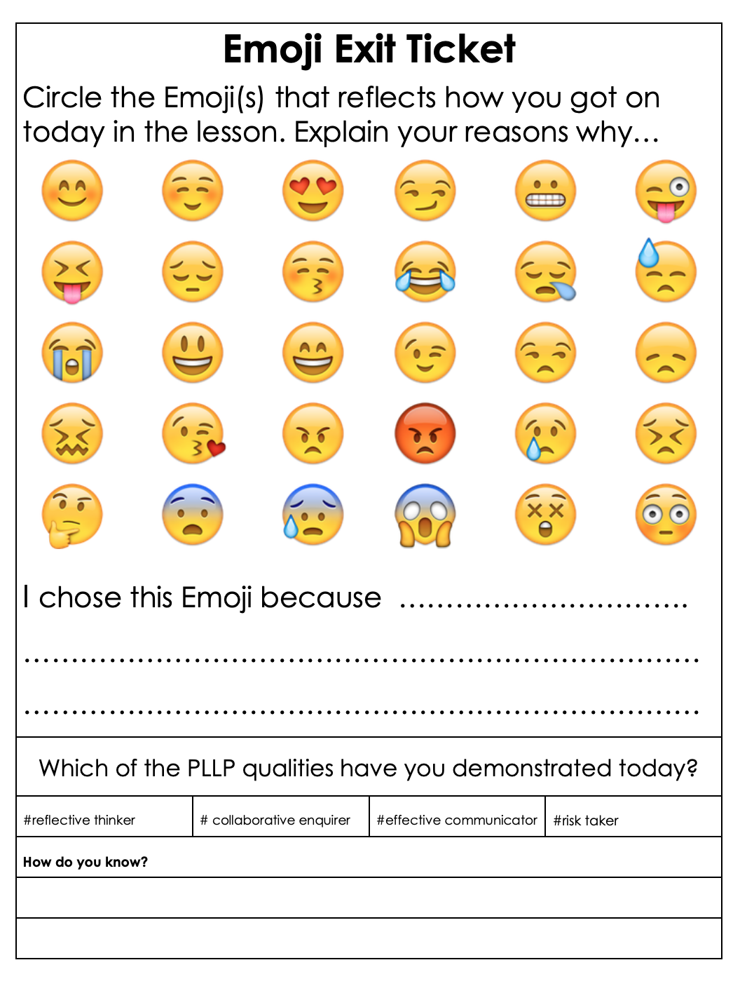 Emoji Exit Ticket
Circle the Emoji(s) that reflects how you got on
today in the lesson. Explain your reasons why…
I chose this Emoji because ……………………………
……………………………………………………………………
……………………………………………………………………
Which of the PLLP qualities have you demonstrated today?
#reflective thinker
# collaborative enquirer
#effective communicator
#risk taker
How do you know?